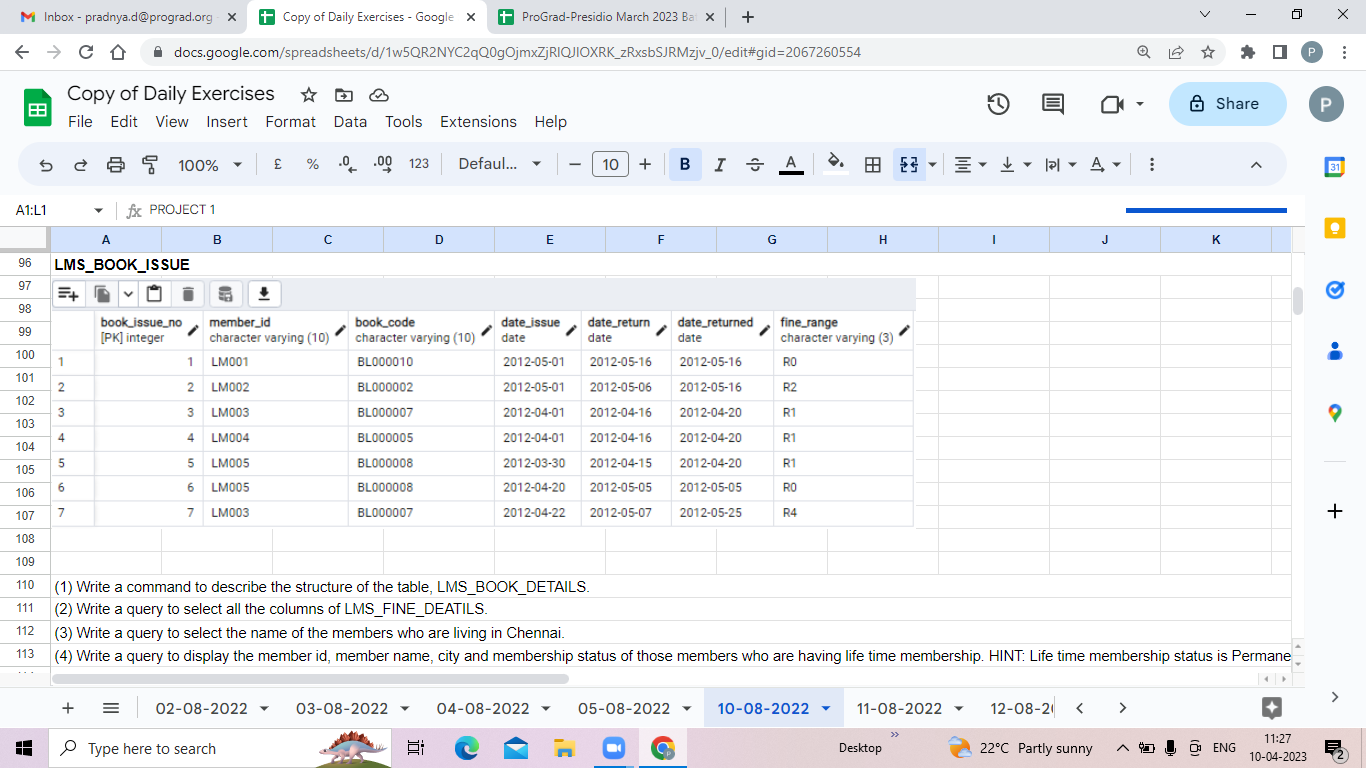 Inbox - pradnya.d@prograd.org
Copy of Daily Exercises - Google
ProGrad-Presidio March 2023 Ba
docs.google.com/spreadsheets/d/1w5QR2NYC2qQ0gOjmxZjRIQJIOXRK_zRxsbSJRMzjv_0/edit#gid=2067260554
P
Copy of Daily Exercises
Share
P
File Edit View Insert Format Data Tools Extensions Help
100% £ % .0 .00 123 Defaul... 10 B I A
31
A1:L1 fx PROJECT 1
A B C D E F G H I J K
96 LMS_BOOK_ISSUE
97
98
99
100
101
102
103
104
105
106
107
108
109
book_issue_no member_id book_code date_issue date_return date_returned fine_range
[PK] integer character varying (10) character varying (10) date date date character varying (3)
1 1 LM001 BL000010 2012-05-01 2012-05-16 2012-05-16 R0
2 2 LM002 BL000002 2012-05-01 2012-05-06 2012-05-16 R2
3 3 LM003 BL000007 2012-04-01 2012-04-16 2012-04-20 R1
4 4 LM004 BL000005 2012-04-01 2012-04-16 2012-04-20 R1
5 5 LM005 BL000008 2012-03-30 2012-04-15 2012-04-20 R1
6 6 LM005 BL000008 2012-04-20 2012-05-05 2012-05-05 R0
7 7 LM003 BL000007 2012-04-22 2012-05-07 2012-05-25 R4
110 (1) Write a command to describe the structure of the table, LMS_BOOK_DETAILS.
111 (2) Write a query to select all the columns of LMS_FINE_DEATILS.
112 (3) Write a query to select the name of the members who are living in Chennai.
113 (4) Write a query to display the member id, member name, city and membership status of those members who are having life time membership. HINT: Life time membership status is Permane
02-08-2022 03-08-2022 04-08-2022 05-08-2022 10-08-2022 11-08-2022 12-08-20
Type here to search
Desktop
22°C Partly sunny
ENG
11:27
10-04-2023
2